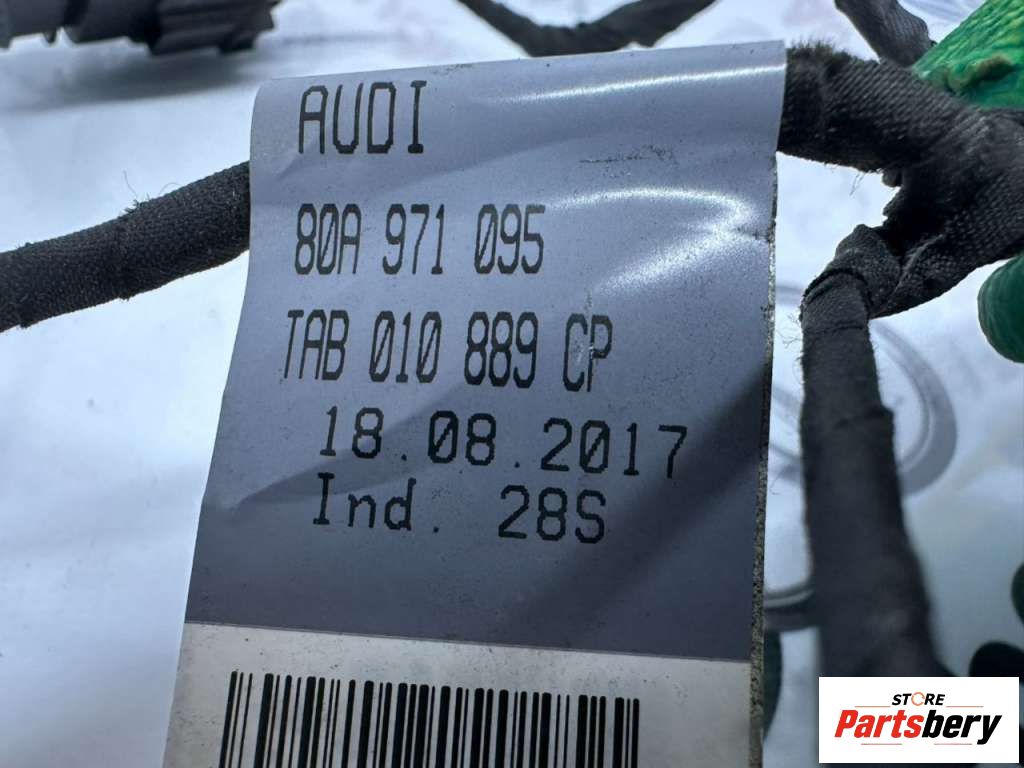 AUDI
80A 971 095
TAB 010 889 CP
18.08.2017
Ind. 28S
STORE
Partsbery